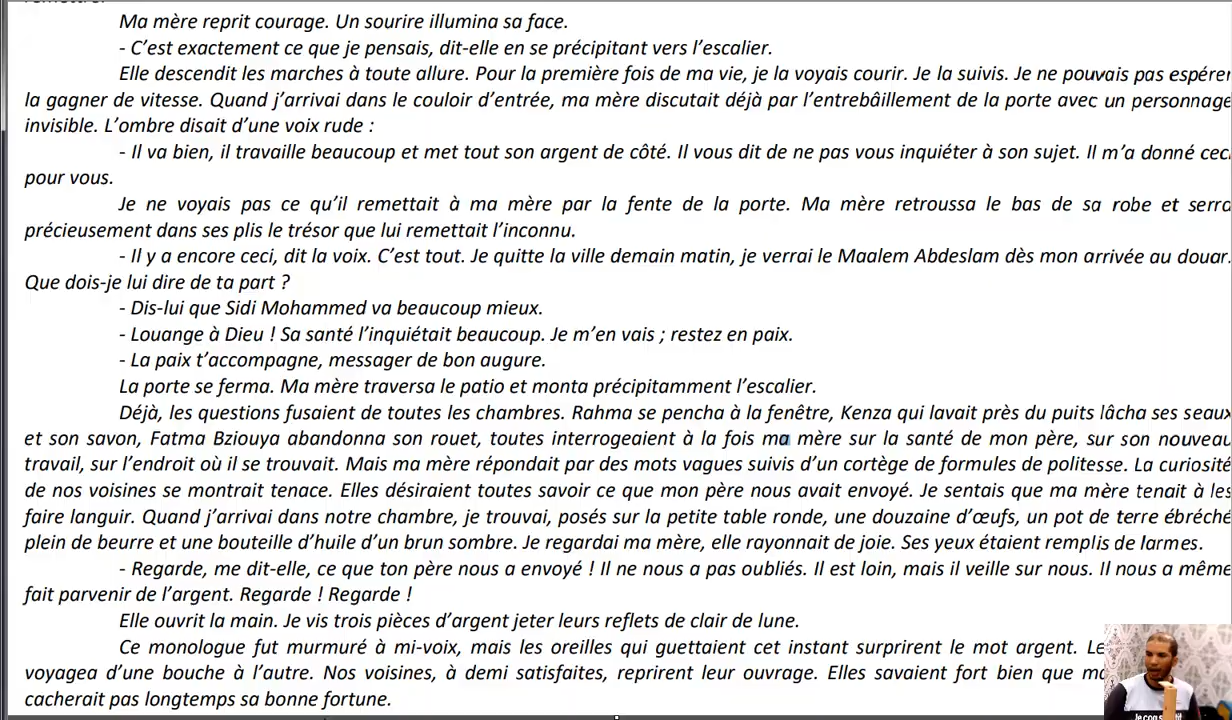 Ma mère reprit courage. Un sourire illumina sa face.
- C’est exactement ce que je pensais, dit-elle en se précipitant vers l’escalier.
Elle descendit les marches à toute allure. Pour la première fois de ma vie, je la voyais courir. Je la suivis. Je ne pouvais pas espérer
la gagner de vitesse. Quand j’arrivai dans le couloir d’entrée, ma mère discutait déjà par l’entrebâillement de la porte avec un personnage
invisible. L’ombre disait d’une voix rude :
- Il va bien, il travaille beaucoup et met tout son argent de côté. Il vous dit de ne pas vous inquiéter à son sujet. Il m’a donné ceci
pour vous.
Je ne voyais pas ce qu’il remettait à ma mère par la fente de la porte. Ma mère retroussa le bas de sa robe et serra
précieusement dans ses plis le trésor que lui remettait l’inconnu.
- Il y a encore ceci, dit la voix. C’est tout. Je quitte la ville demain matin, je verrai le Maalem Abdeslam dès mon arrivée au douar.
Que dois-je lui dire de ta part ?
- Dis-lui que Sidi Mohammed va beaucoup mieux.
- Louange à Dieu ! Sa santé l’inquiétait beaucoup. Je m’en vais ; restez en paix.
- La paix t’accompagne, messager de bon augure.
La porte se ferma. Ma mère traversa le patio et monta précipitamment l’escalier.
Déjà, les questions fusaient de toutes les chambres. Rahma se pencha à la fenêtre, Kenza qui lavait près du puits lâcha ses seaux
et son savon, Fatma Bziouya abandonna son rouet, toutes interrogeaient à la fois ma mère sur la santé de mon père, sur son nouveau
travail, sur l’endroit où il se trouvait. Mais ma mère répondait par des mots vagues suivis d’un cortège de formules de politesse. La curiosité
de nos voisines se montrait tenace. Elles désiraient toutes savoir ce que mon père nous avait envoyé. Je sentais que ma mère tenait à les
faire languir. Quand j’arrivai dans notre chambre, je trouvai, posés sur la petite table ronde, une douzaine d’œufs, un pot de terre ébréché
plein de beurre et une bouteille d’huile d’un brun sombre. Je regardai ma mère, elle rayonnait de joie. Ses yeux étaient remplis de larmes.
- Regarde, me dit-elle, ce que ton père nous a envoyé ! Il ne nous a pas oubliés. Il est loin, mais il veille sur nous. Il nous a même
fait parvenir de l’argent. Regarde ! Regarde !
Elle ouvrit la main. Je vis trois pièces d’argent jeter leurs reflets de clair de lune.
Ce monologue fut murmuré à mi-voix, mais les oreilles qui guettaient cet instant surprirent le mot argent. Le
voyagea d’une bouche à l’autre. Nos voisines, à demi satisfaites, reprirent leur ouvrage. Elles savaient fort bien que ma
cacherait pas longtemps sa bonne fortune.